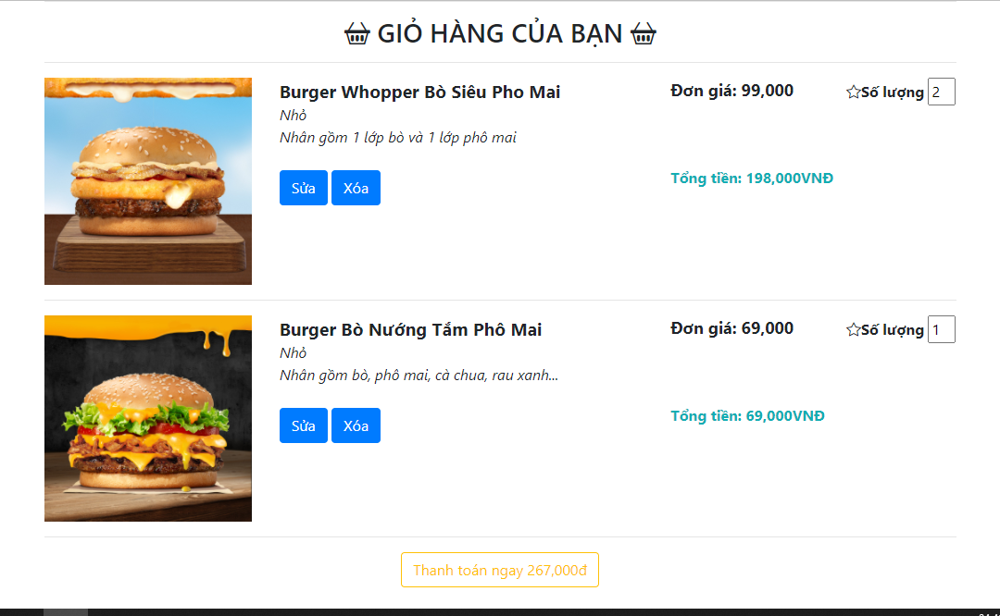 GIỎ HÀNG CỦA BẠN
Burger Whopper Bò Siêu Pho Mai
Đơn giá: 99,000
Số lượng 2
Nhỏ
Nhân gồm 1 lớp bò và 1 lớp phô mai
Sửa Xóa
Tổng tiền: 198,000VNĐ
Burger Bò Nướng Tắm Phô Mai
Đơn giá: 69,000
Số lượng 1
Nhỏ
Nhân gồm bò, phô mai, cà chua, rau xanh...
Sửa Xóa
Tổng tiền: 69,000VNĐ
Thanh toán ngay 267,000đ